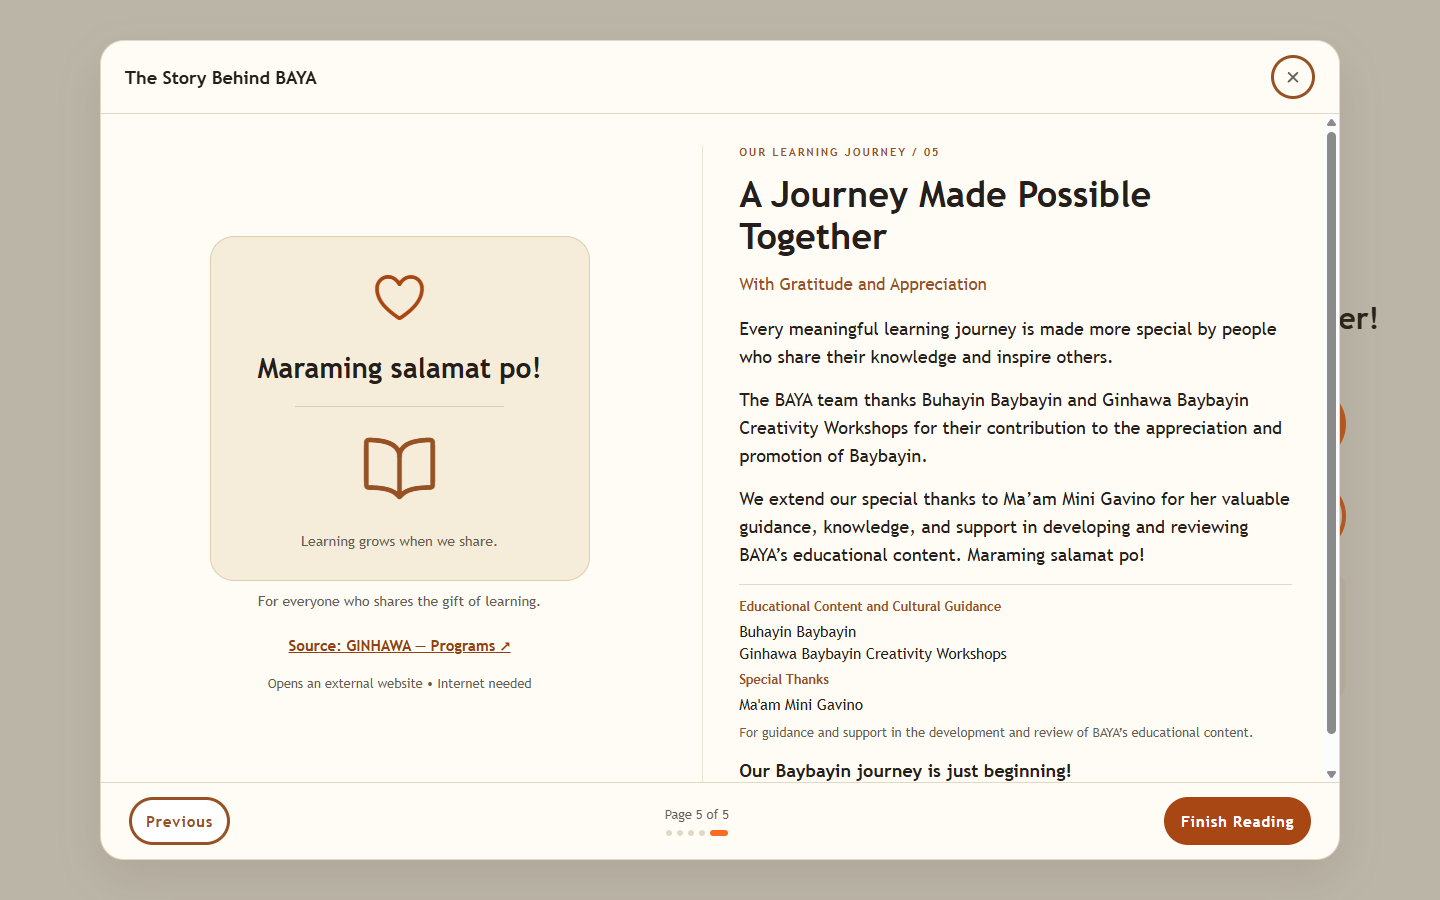 The Story Behind BAYA
Maraming salamat po!
Learning grows when we share.
For everyone who shares the gift of learning.
Source: GINHAWA — Programs ↗
Opens an external website • Internet needed
OUR LEARNING JOURNEY / 05
A Journey Made Possible
Together
With Gratitude and Appreciation
Every meaningful learning journey is made more special by people
who share their knowledge and inspire others.
The BAYA team thanks Buhayin Baybayin and Ginhawa Baybayin
Creativity Workshops for their contribution to the appreciation and
promotion of Baybayin.
We extend our special thanks to Ma’am Mini Gavino for her valuable
guidance, knowledge, and support in developing and reviewing
BAYA’s educational content. Maraming salamat po!
Educational Content and Cultural Guidance
Buhayin Baybayin
Ginhawa Baybayin Creativity Workshops
Special Thanks
Ma'am Mini Gavino
For guidance and support in the development and review of BAYA’s educational content.
Our Baybayin journey is just beginning!
er!
Previous
Page 5 of 5
Finish Reading